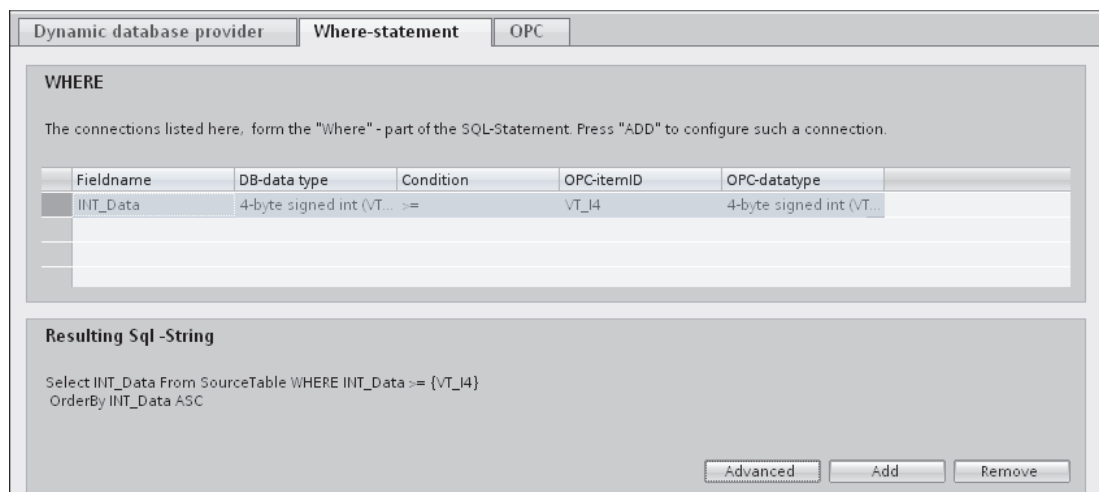 Dynamic database provider Where-statement OPC
WHERE
The connections listed here, form the "Where" - part of the SQL-Statement. Press "ADD" to configure such a connection.
Fieldname DB-data type Condition OPC-itemID OPC-datatype
INT_Data 4-byte signed int (VT... >= VT_I4 4-byte signed int (VT...
Resulting Sql -String
Select INT_Data From SourceTable WHERE INT_Data >= {VT_I4}
OrderBy INT_Data ASC
Advanced Add Remove